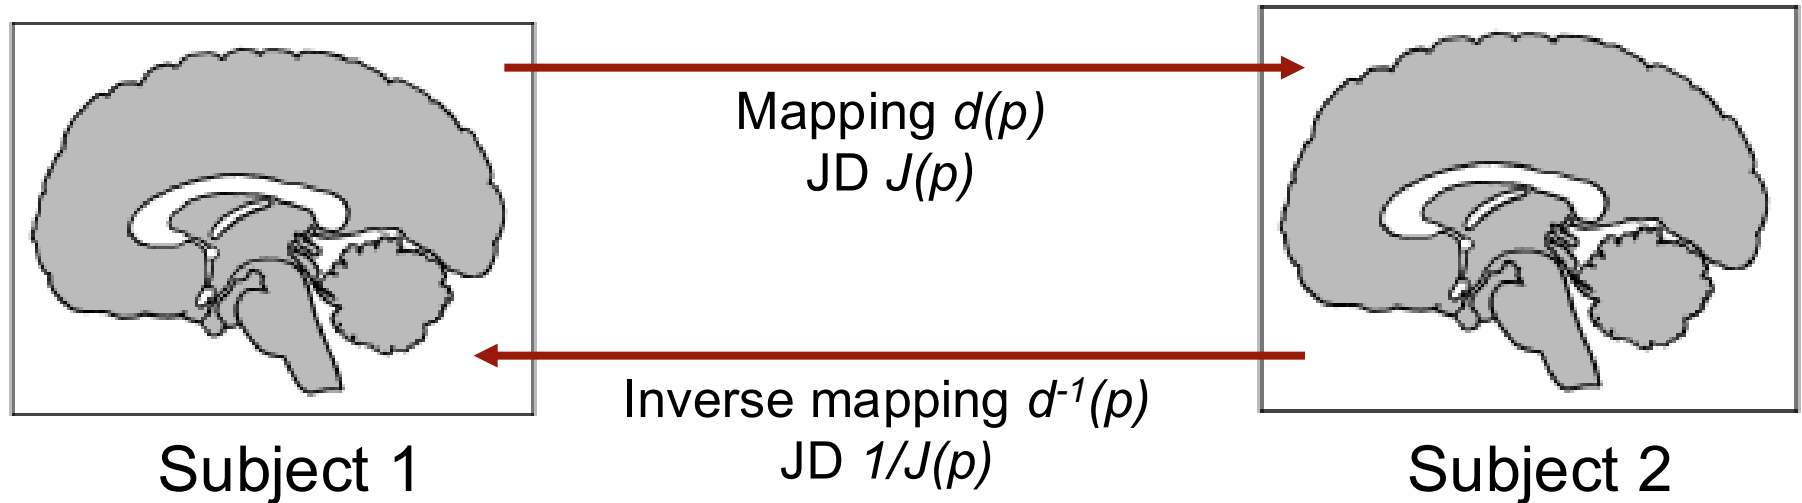 Mapping d(p)
JD J(p)
Inverse mapping d⁻¹(p)
JD 1/J(p)
Subject 1
Subject 2